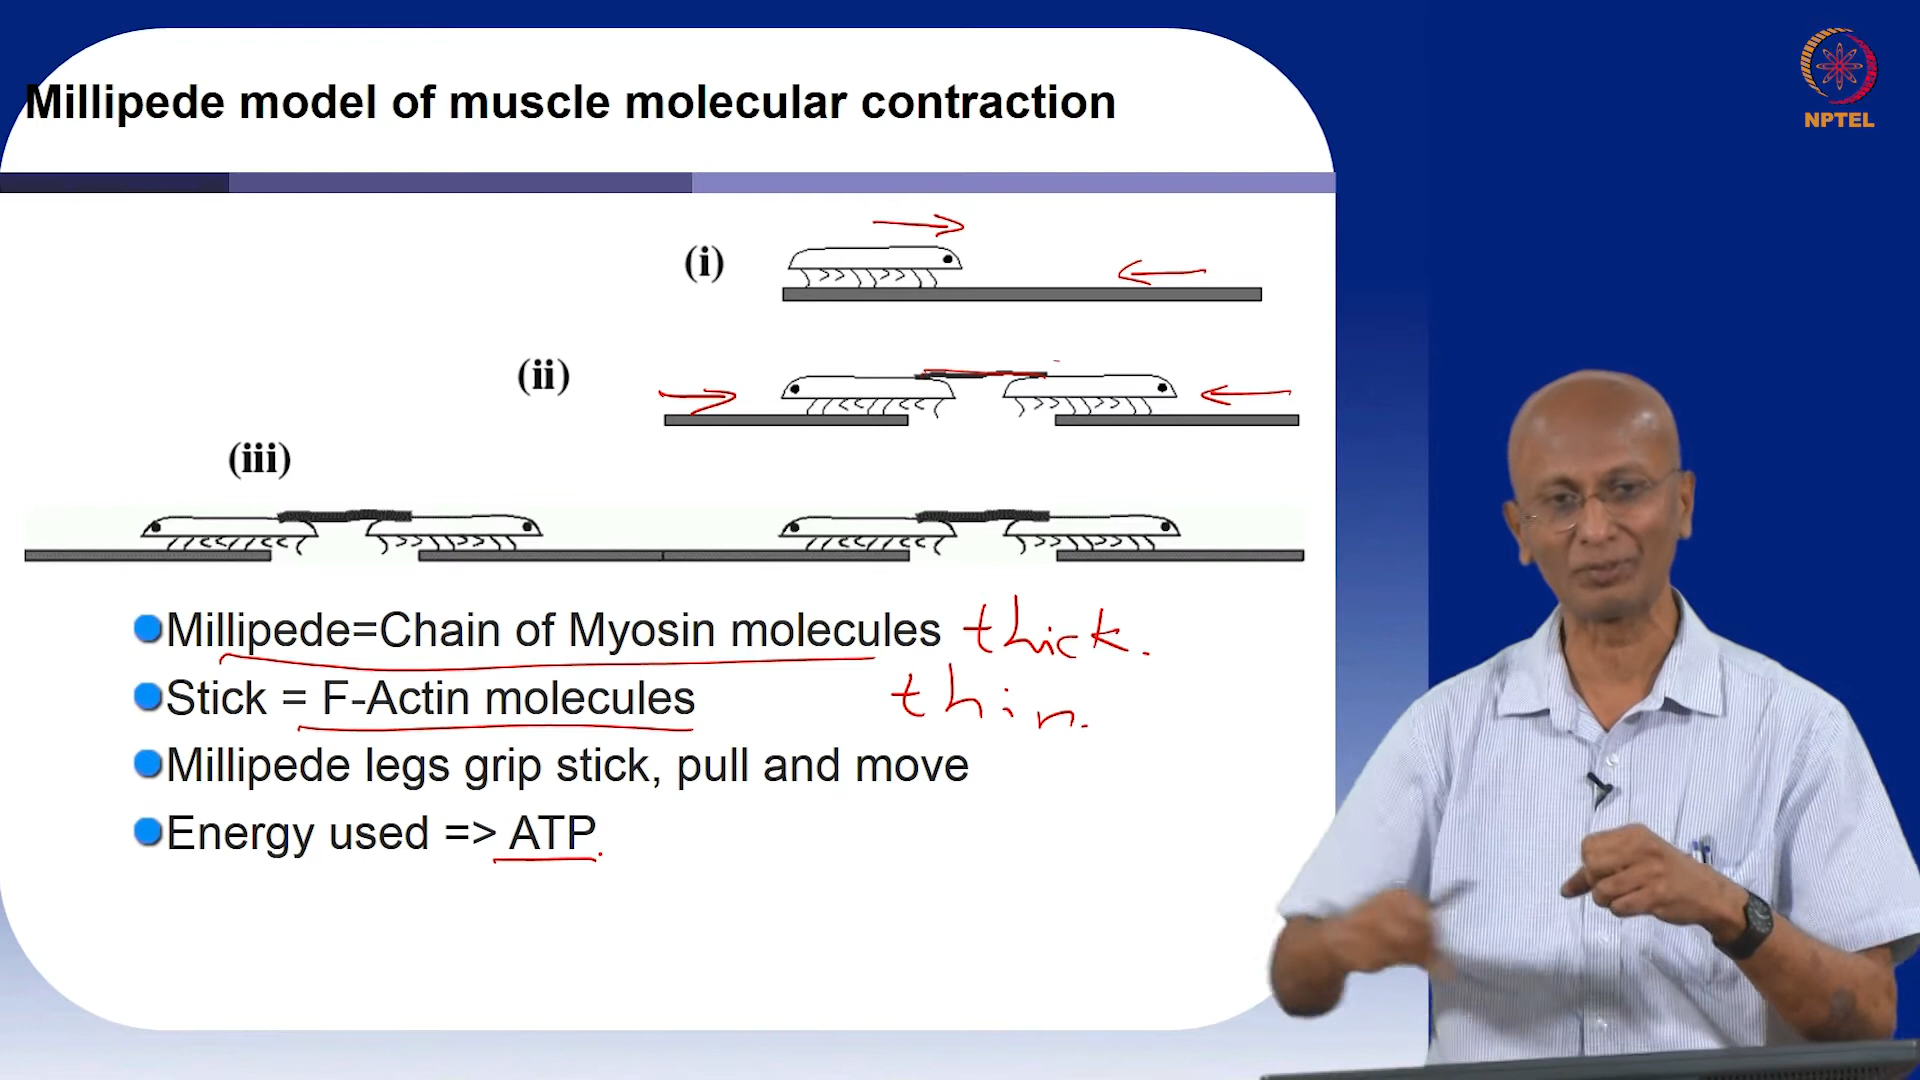 Millipede model of muscle molecular contraction
NPTEL
(i)
(ii)
(iii)
Millipede=Chain of Myosin molecules thick.
Stick = F-Actin molecules thin.
Millipede legs grip stick, pull and move
Energy used => ATP